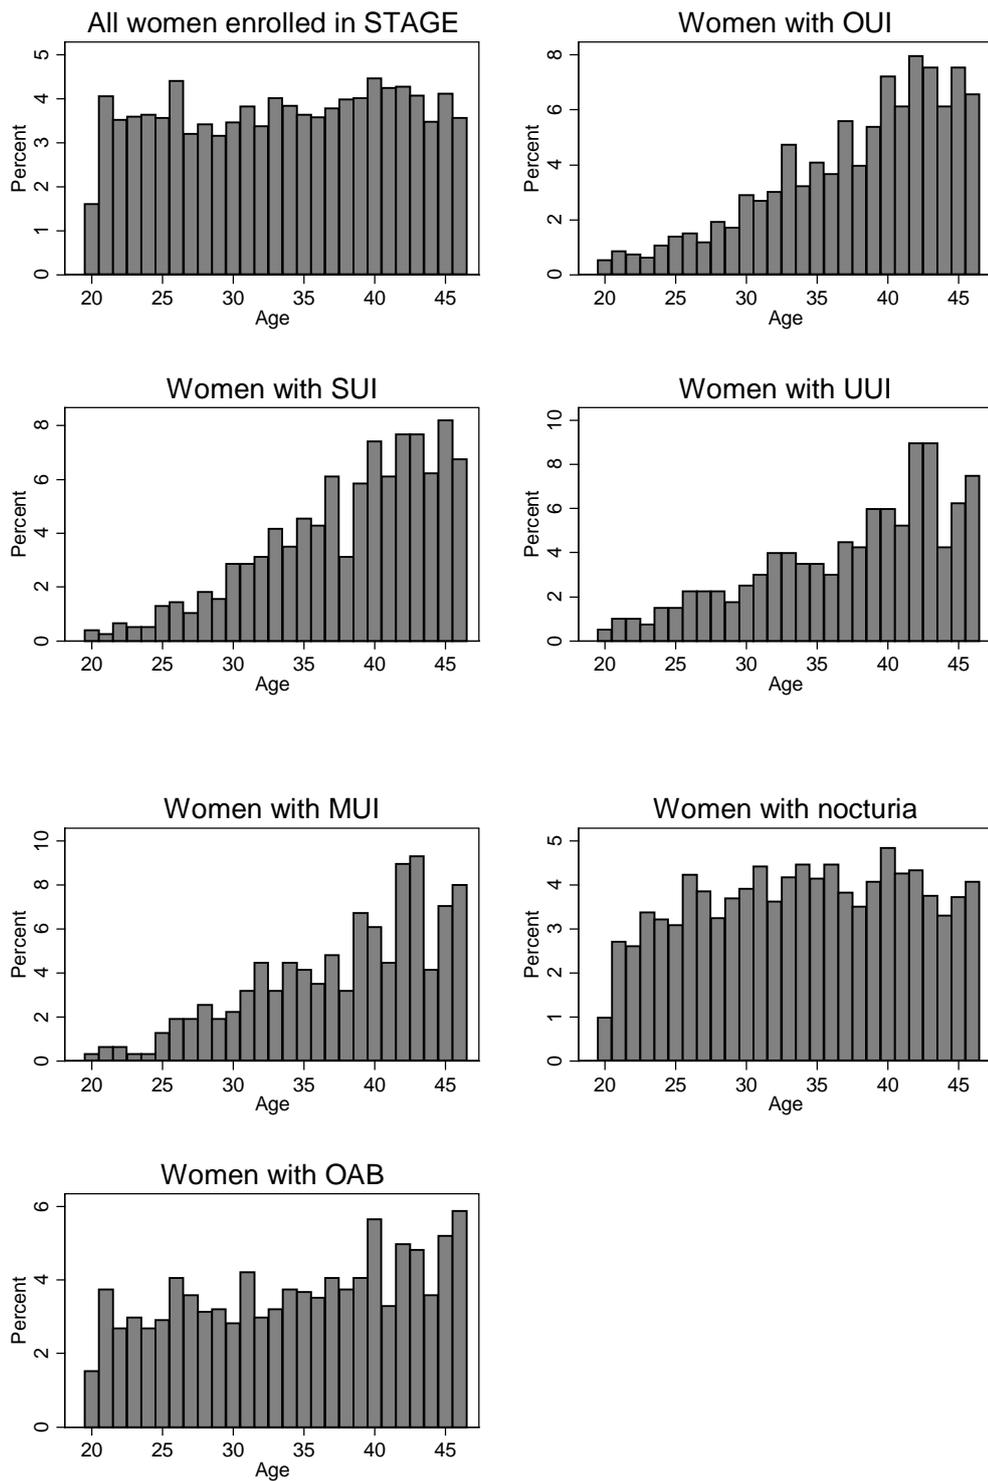 All women enrolled in STAGE
Percent
5
4
3
2
1
0
20 25 30 35 40 45
Age
Women with OUI
Percent
8
6
4
2
0
20 25 30 35 40 45
Age
Women with SUI
Percent
8
6
4
2
0
20 25 30 35 40 45
Age
Women with UUI
Percent
10
8
6
4
2
0
20 25 30 35 40 45
Age
Women with MUI
Percent
10
8
6
4
2
0
20 25 30 35 40 45
Age
Women with nocturia
Percent
5
4
3
2
1
0
20 25 30 35 40 45
Age
Women with OAB
Percent
6
4
2
0
20 25 30 35 40 45
Age